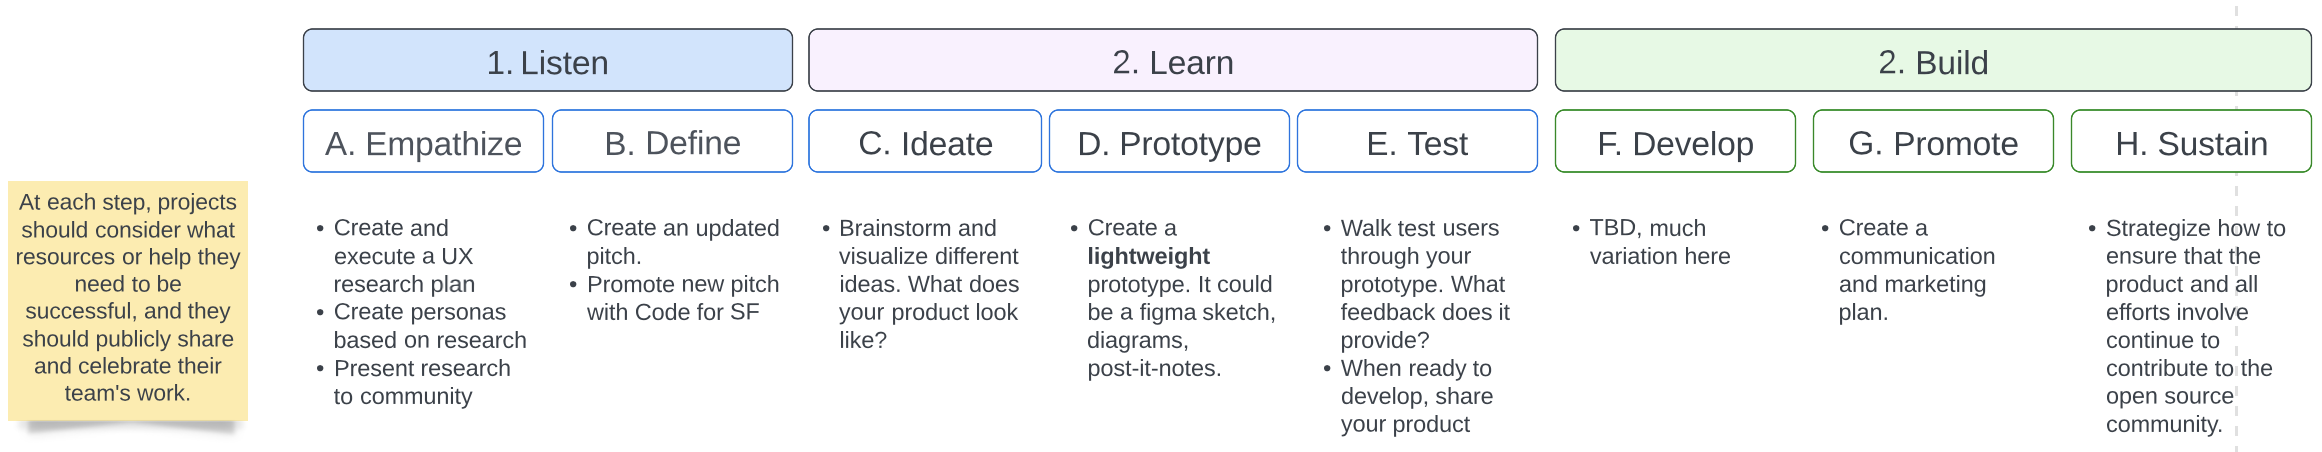 1. Listen
2. Learn
2. Build
A. Empathize
B. Define
C. Ideate
D. Prototype
E. Test
F. Develop
G. Promote
H. Sustain
At each step, projects
should consider what
resources or help they
need to be
successful, and they
should publicly share
and celebrate their
team's work.
• Create and
execute a UX
research plan
• Create personas
based on research
• Present research
to community
• Create an updated
pitch.
• Promote new pitch
with Code for SF
• Brainstorm and
visualize different
ideas. What does
your product look
like?
• Create a
lightweight
prototype. It could
be a figma sketch,
diagrams,
post-it-notes.
• Walk test users
through your
prototype. What
feedback does it
provide?
• When ready to
develop, share
your product
• TBD, much
variation here
• Create a
communication
and marketing
plan.
• Strategize how to
ensure that the
product and all
efforts involve
continue to
contribute to the
open source
community.